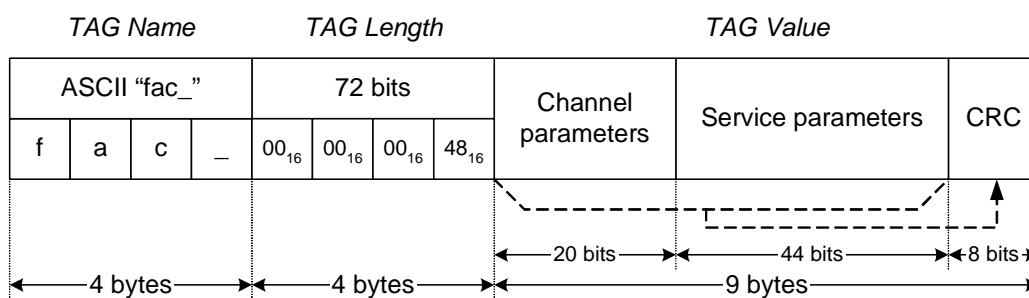 TAG Name TAG Length TAG Value
ASCII “fac_” 72 bits
Channel parameters Service parameters CRC
f a c _ 00₁₆ 00₁₆ 00₁₆ 48₁₆
20 bits 44 bits 8 bits
4 bytes 4 bytes 9 bytes